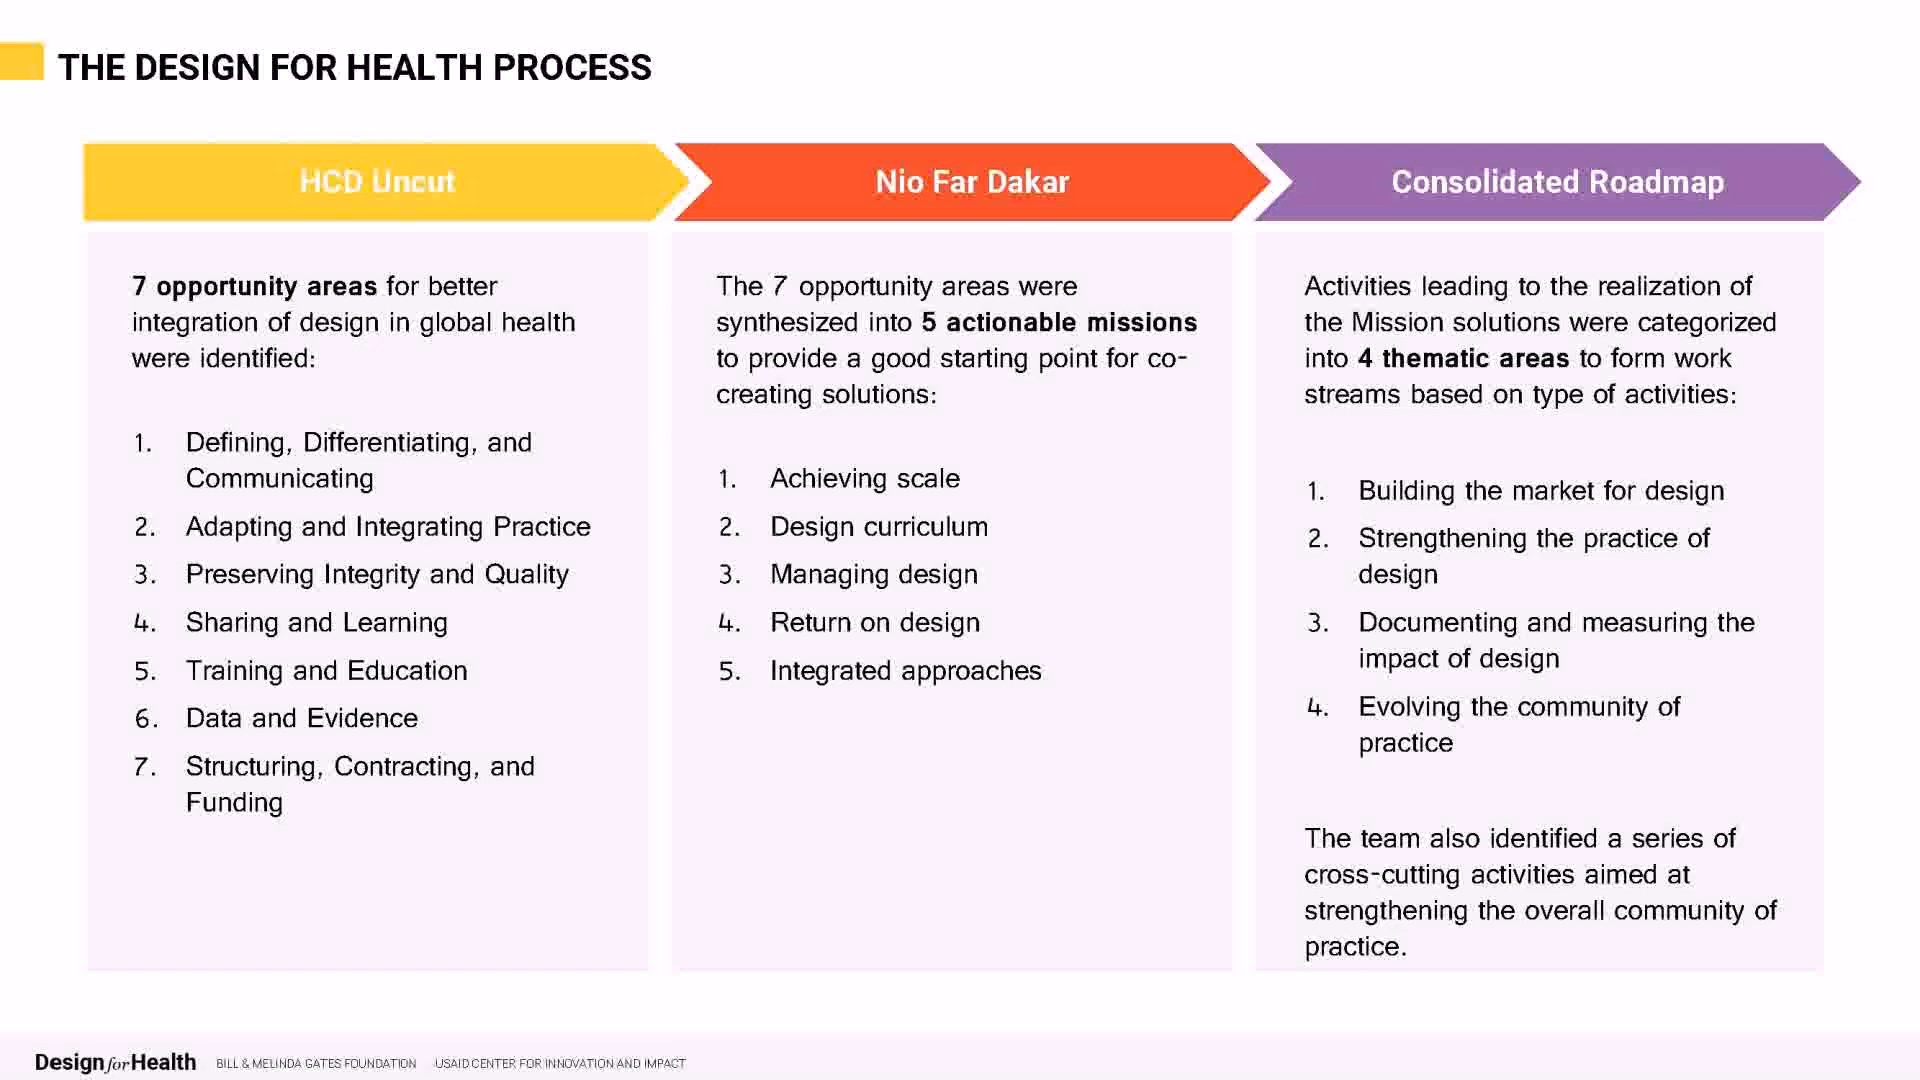 THE DESIGN FOR HEALTH PROCESS
HCD Uncut
7 opportunity areas for better
integration of design in global health
were identified:
1. Defining, Differentiating, and
Communicating
2. Adapting and Integrating Practice
3. Preserving Integrity and Quality
4. Sharing and Learning
5. Training and Education
6. Data and Evidence
7. Structuring, Contracting, and
Funding
Nio Far Dakar
The 7 opportunity areas were
synthesized into 5 actionable missions
to provide a good starting point for co-
creating solutions:
1. Achieving scale
2. Design curriculum
3. Managing design
4. Return on design
5. Integrated approaches
Consolidated Roadmap
Activities leading to the realization of
the Mission solutions were categorized
into 4 thematic areas to form work
streams based on type of activities:
1. Building the market for design
2. Strengthening the practice of
design
3. Documenting and measuring the
impact of design
4. Evolving the community of
practice
The team also identified a series of
cross-cutting activities aimed at
strengthening the overall community of
practice.
Design for Health BILL & MELINDA GATES FOUNDATION USAID CENTER FOR INNOVATION AND IMPACT